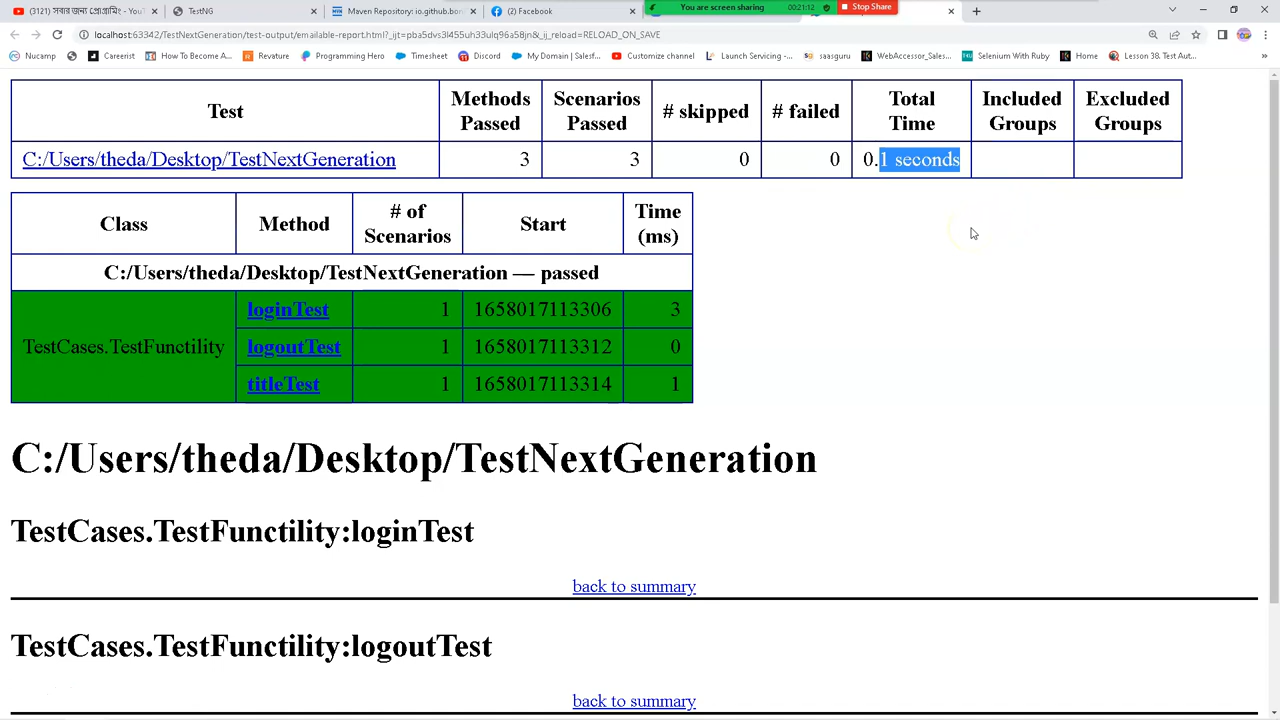 (3121) সবার জন্য প্রোগ্রামিং - You
TestNG
Maven Repository: io.github.bon
(2) Facebook
You are screen sharing
00:21:12
Stop Share
localhost:63342/TestNextGeneration/test-output/emailable-report.html?_ijt=pba5dvs3l455uh33ulq96a58jn&_ij_reload=RELOAD_ON_SAVE
Nucamp
Careerist
How To Become A...
Revature
Programming Hero
Timesheet
Discord
My Domain | Salesf...
Customize channel
Launch Servicing -...
saasguru
WebAccessor_Sales...
Selenium With Ruby
Home
Lesson 38. Test Aut...
Test
Methods Passed
Scenarios Passed
# skipped
# failed
Total Time
Included Groups
Excluded Groups
C:/Users/theda/Desktop/TestNextGeneration 3 3 0 0 0.1 seconds
Class
Method
# of Scenarios
Start
Time (ms)
C:/Users/theda/Desktop/TestNextGeneration — passed
TestCases.TestFunctility
loginTest 1 1658017113306 3
logoutTest 1 1658017113312 0
titleTest 1 1658017113314 1
C:/Users/theda/Desktop/TestNextGeneration
TestCases.TestFunctility:loginTest
back to summary
TestCases.TestFunctility:logoutTest
back to summary